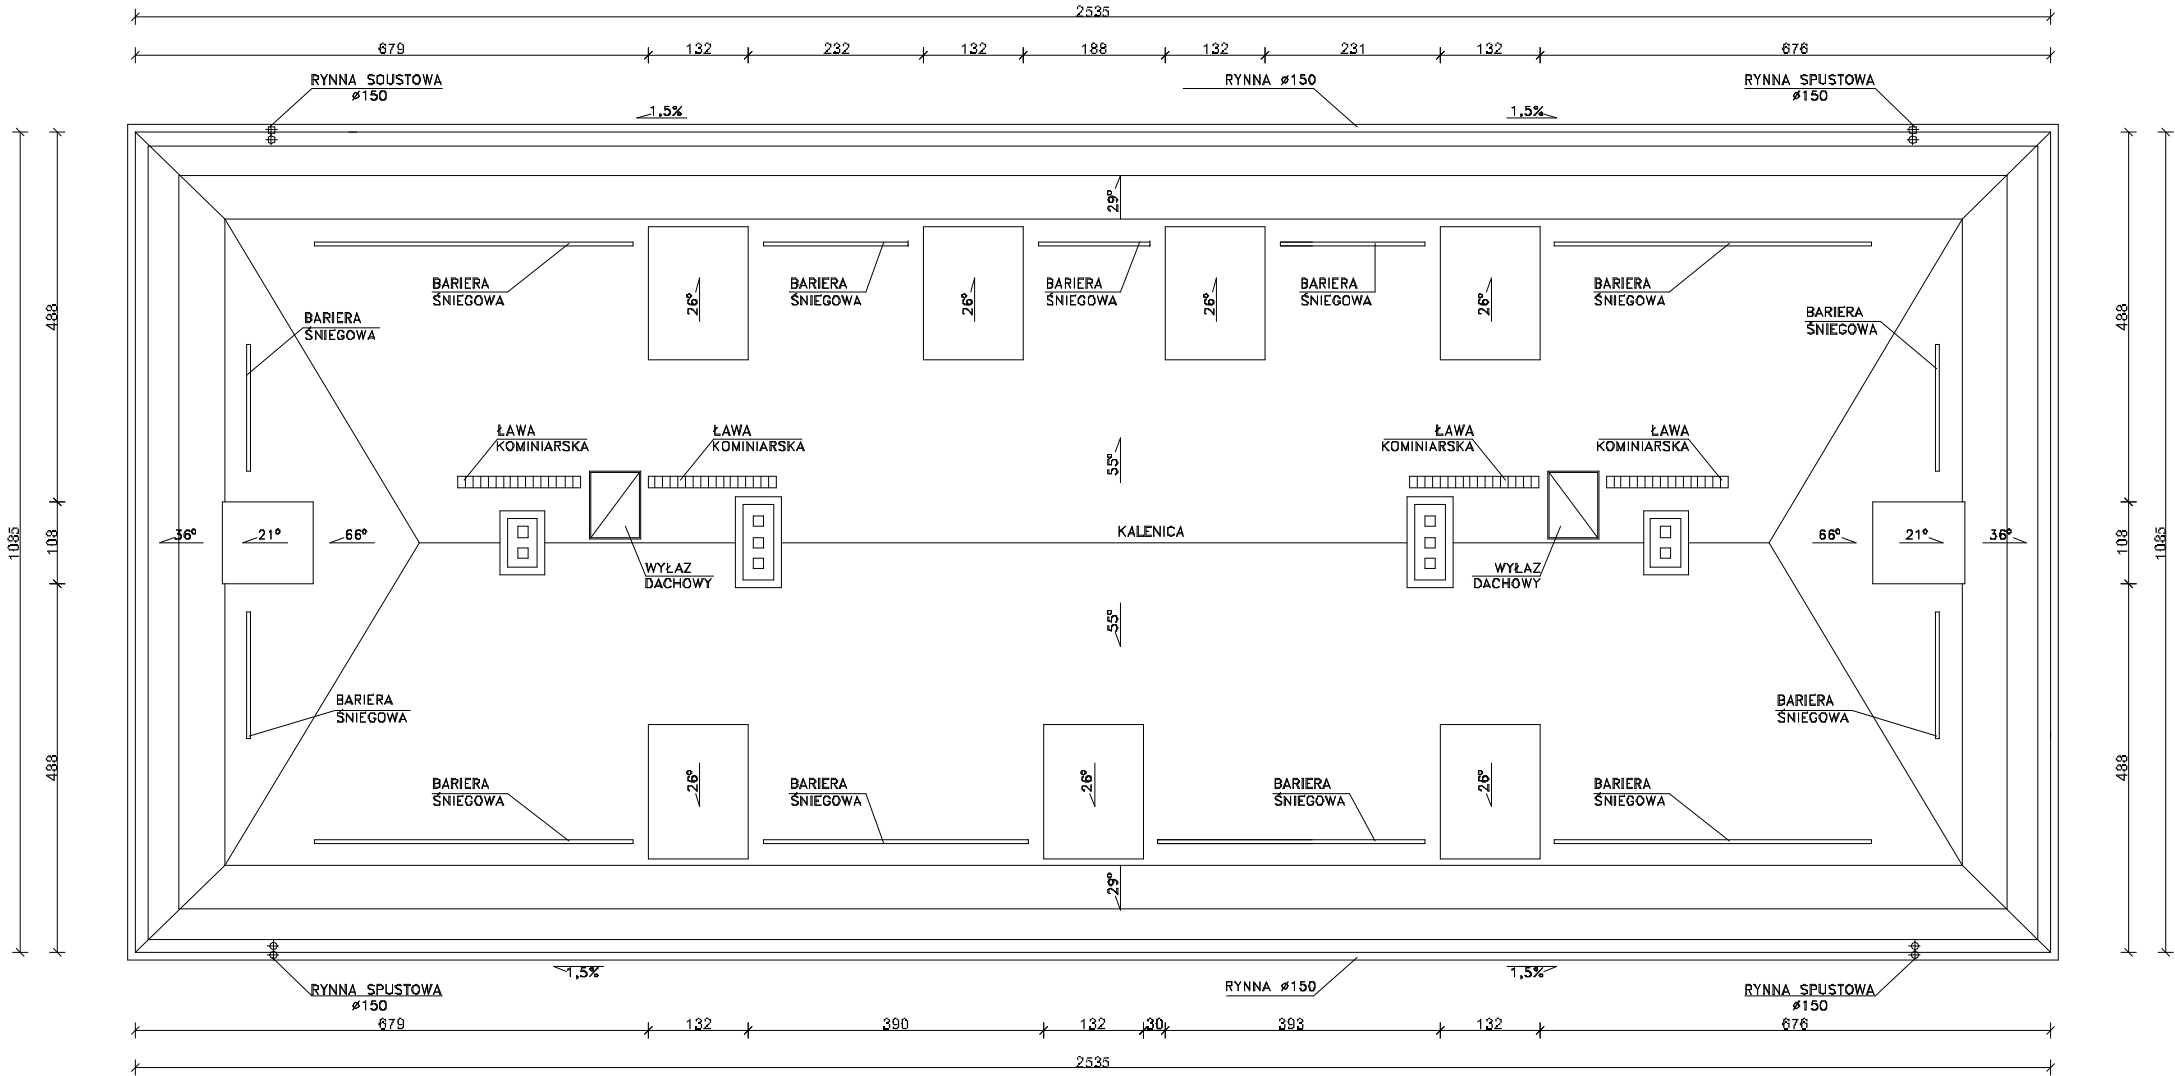 2535
679 132 232 132 188 132 231 132 676
RYNNA SOUSTOWA
ø150
RYNNA ø150
RYNNA SPUSTOWA
ø150
1,5%
1,5%
29°
BARIERA
ŚNIEGOWA
BARIERA
ŚNIEGOWA
BARIERA
ŚNIEGOWA
BARIERA
ŚNIEGOWA
BARIERA
ŚNIEGOWA
26°
26°
26°
26°
BARIERA
ŚNIEGOWA
BARIERA
ŚNIEGOWA
488
488
ŁAWA
KOMINIARSKA
ŁAWA
KOMINIARSKA
ŁAWA
KOMINIARSKA
ŁAWA
KOMINIARSKA
55°
1085
108
36°
21°
66°
KALENICA
66°
21°
36°
108
1085
WYŁAZ
DACHOWY
WYŁAZ
DACHOWY
55°
BARIERA
ŚNIEGOWA
BARIERA
ŚNIEGOWA
488
488
26°
26°
26°
BARIERA
ŚNIEGOWA
BARIERA
ŚNIEGOWA
BARIERA
ŚNIEGOWA
BARIERA
ŚNIEGOWA
29°
1,5%
1,5%
RYNNA SPUSTOWA
ø150
RYNNA ø150
RYNNA SPUSTOWA
ø150
679 132 390 132 30 393 132 676
2535